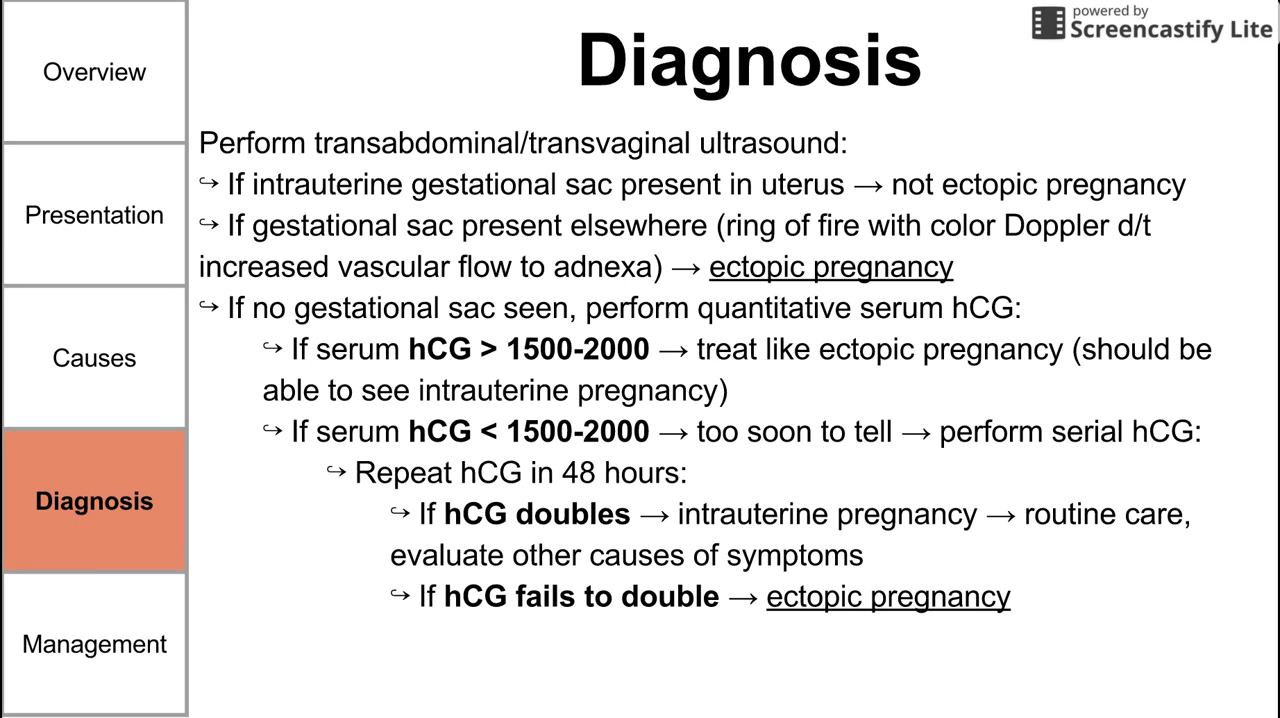 powered by
Screencastify Lite
Diagnosis
Overview
Presentation
Causes
Diagnosis
Management
Perform transabdominal/transvaginal ultrasound:
↪ If intrauterine gestational sac present in uterus → not ectopic pregnancy
↪ If gestational sac present elsewhere (ring of fire with color Doppler d/t
increased vascular flow to adnexa) → ectopic pregnancy
↪ If no gestational sac seen, perform quantitative serum hCG:
↪ If serum hCG > 1500-2000 → treat like ectopic pregnancy (should be
able to see intrauterine pregnancy)
↪ If serum hCG < 1500-2000 → too soon to tell → perform serial hCG:
↪ Repeat hCG in 48 hours:
↪ If hCG doubles → intrauterine pregnancy → routine care,
evaluate other causes of symptoms
↪ If hCG fails to double → ectopic pregnancy